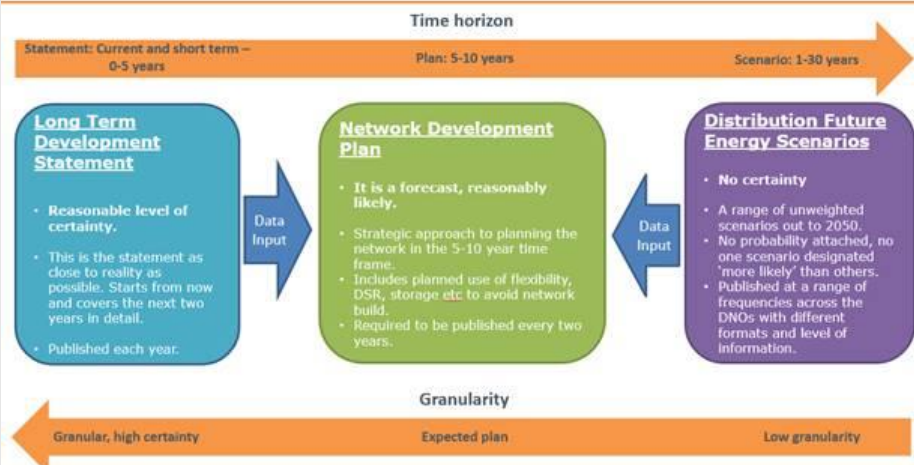 Time horizon
Statement: Current and short term –
0-5 years
Plan: 5-10 years
Scenario: 1-30 years
Long Term
Development
Statement
• Reasonable level of
certainty.
• This is the statement as
close to reality as
possible. Starts from now
and covers the next two
years in detail.
• Published each year.
Data
Input
Network Development
Plan
• It is a forecast, reasonably
likely.
• Strategic approach to planning the
network in the 5-10 year time
frame.
• Includes planned use of flexibility,
DSR, storage etc to avoid network
build.
• Required to be published every two
years.
Data
Input
Distribution Future
Energy Scenarios
• No certainty
• A range of unweighted
scenarios out to 2050.
• No probability attached, no
one scenario designated
'more likely' than others.
• Published at a range of
frequencies across the
DNOs with different
formats and level of
information.
Granularity
Granular, high certainty
Expected plan
Low granularity